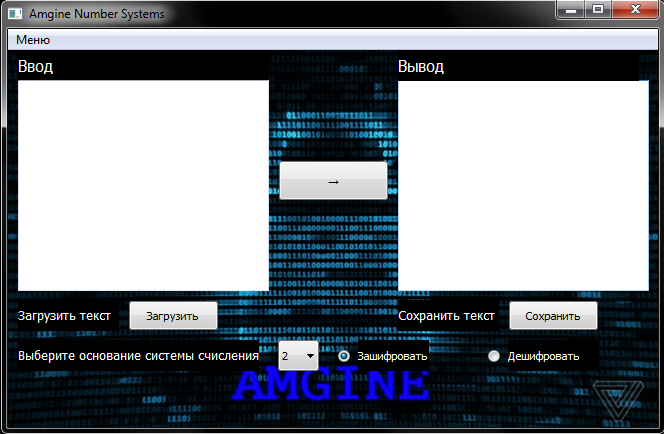 Amgine Number Systems
Меню
Ввод
Вывод
→
Загрузить текст
Загрузить
Сохранить текст
Сохранить
Выберите основание системы счисления
2
Зашифровать
Дешифровать
AMGINE